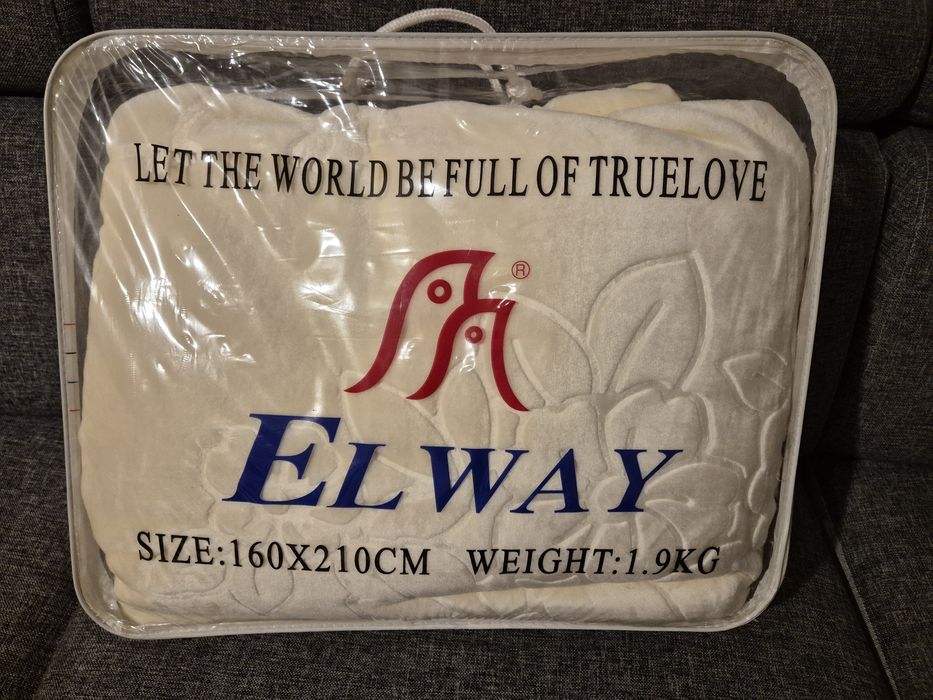 LET THE WORLD BE FULL OF TRUELOVE
®
ELWAY
SIZE:160X210CM WEIGHT:1.9KG